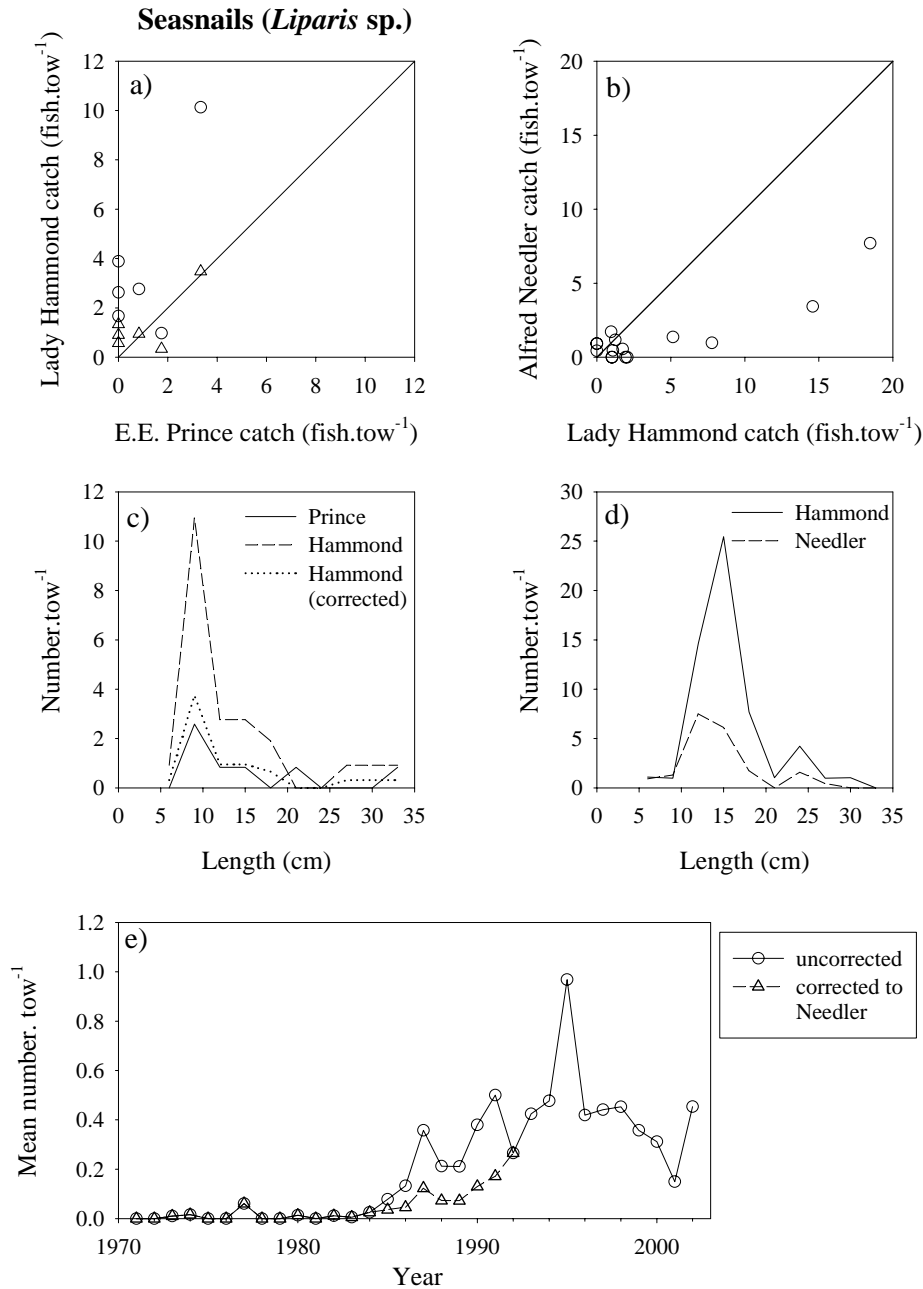 Seasnails (Liparis sp.)
a)
Lady Hammond catch (fish.tow-1)
12
10
8
6
4
2
0
0 2 4 6 8 10 12
E.E. Prince catch (fish.tow-1)
b)
Alfred Needler catch (fish.tow-1)
20
15
10
5
0
0 5 10 15 20
Lady Hammond catch (fish.tow-1)
c)
Number.tow-1
12
10
8
6
4
2
0
Prince
Hammond
Hammond
(corrected)
0 5 10 15 20 25 30 35
Length (cm)
d)
Number.tow-1
30
25
20
15
10
5
0
Hammond
Needler
0 5 10 15 20 25 30 35
Length (cm)
e)
Mean number. tow-1
1.2
1.0
0.8
0.6
0.4
0.2
0.0
uncorrected
corrected to
Needler
1970 1980 1990 2000
Year